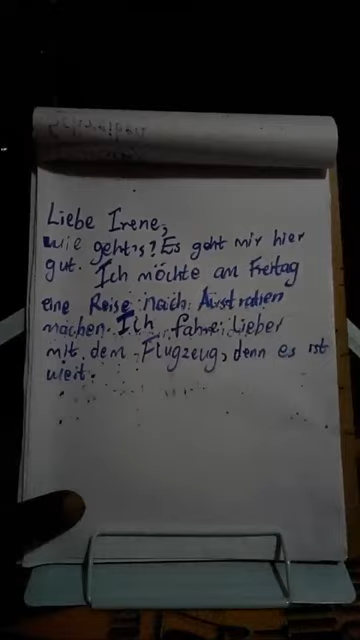 Liebe Irene,
wie geht's? Es geht mir hier
gut. Ich möchte am Freitag
eine Reise nach Australien
machen. Ich fahre lieber
mit dem Flugzeug, denn es ist
weit.